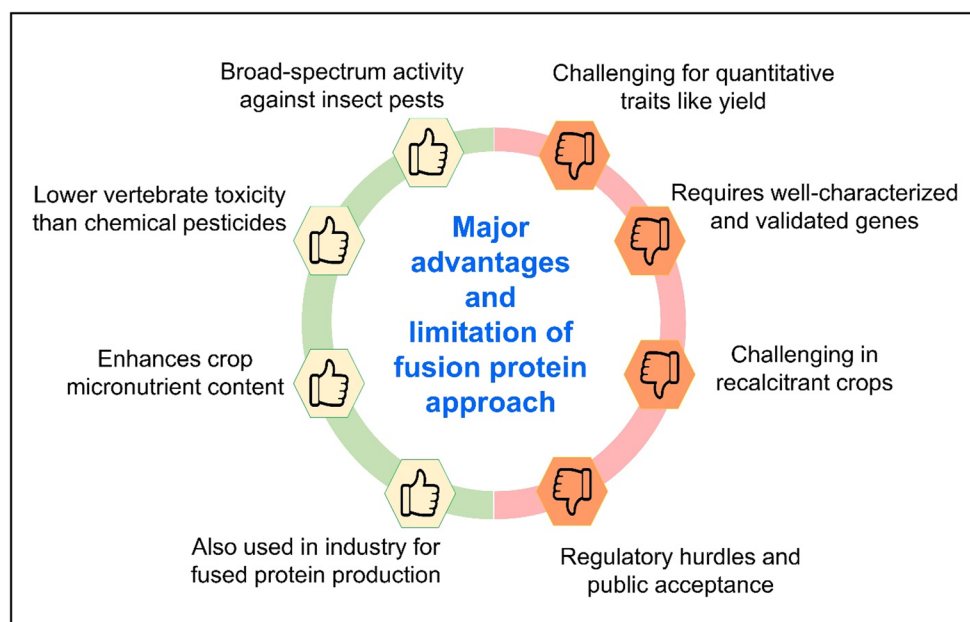 Broad-spectrum activity
against insect pests
Challenging for quantitative
traits like yield
Lower vertebrate toxicity
than chemical pesticides
Requires well-characterized
and validated genes
Major
advantages
and
limitation of
fusion protein
approach
Enhances crop
micronutrient content
Challenging in
recalcitrant crops
Also used in industry for
fused protein production
Regulatory hurdles and
public acceptance